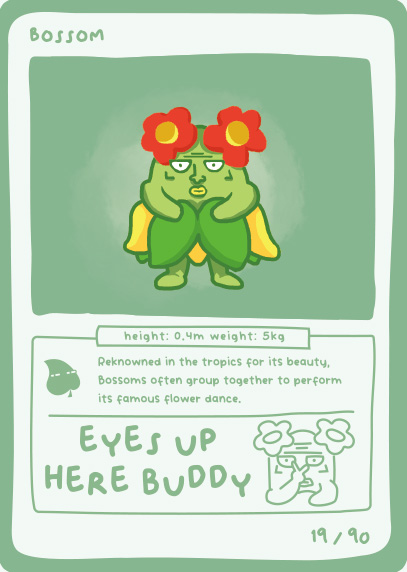 BOSSOM
height: 0.4m weight: 5kg
Reknowned in the tropics for its beauty,
Bossoms often group together to perform
its famous flower dance.
EYES UP
HERE BUDDY
19/90